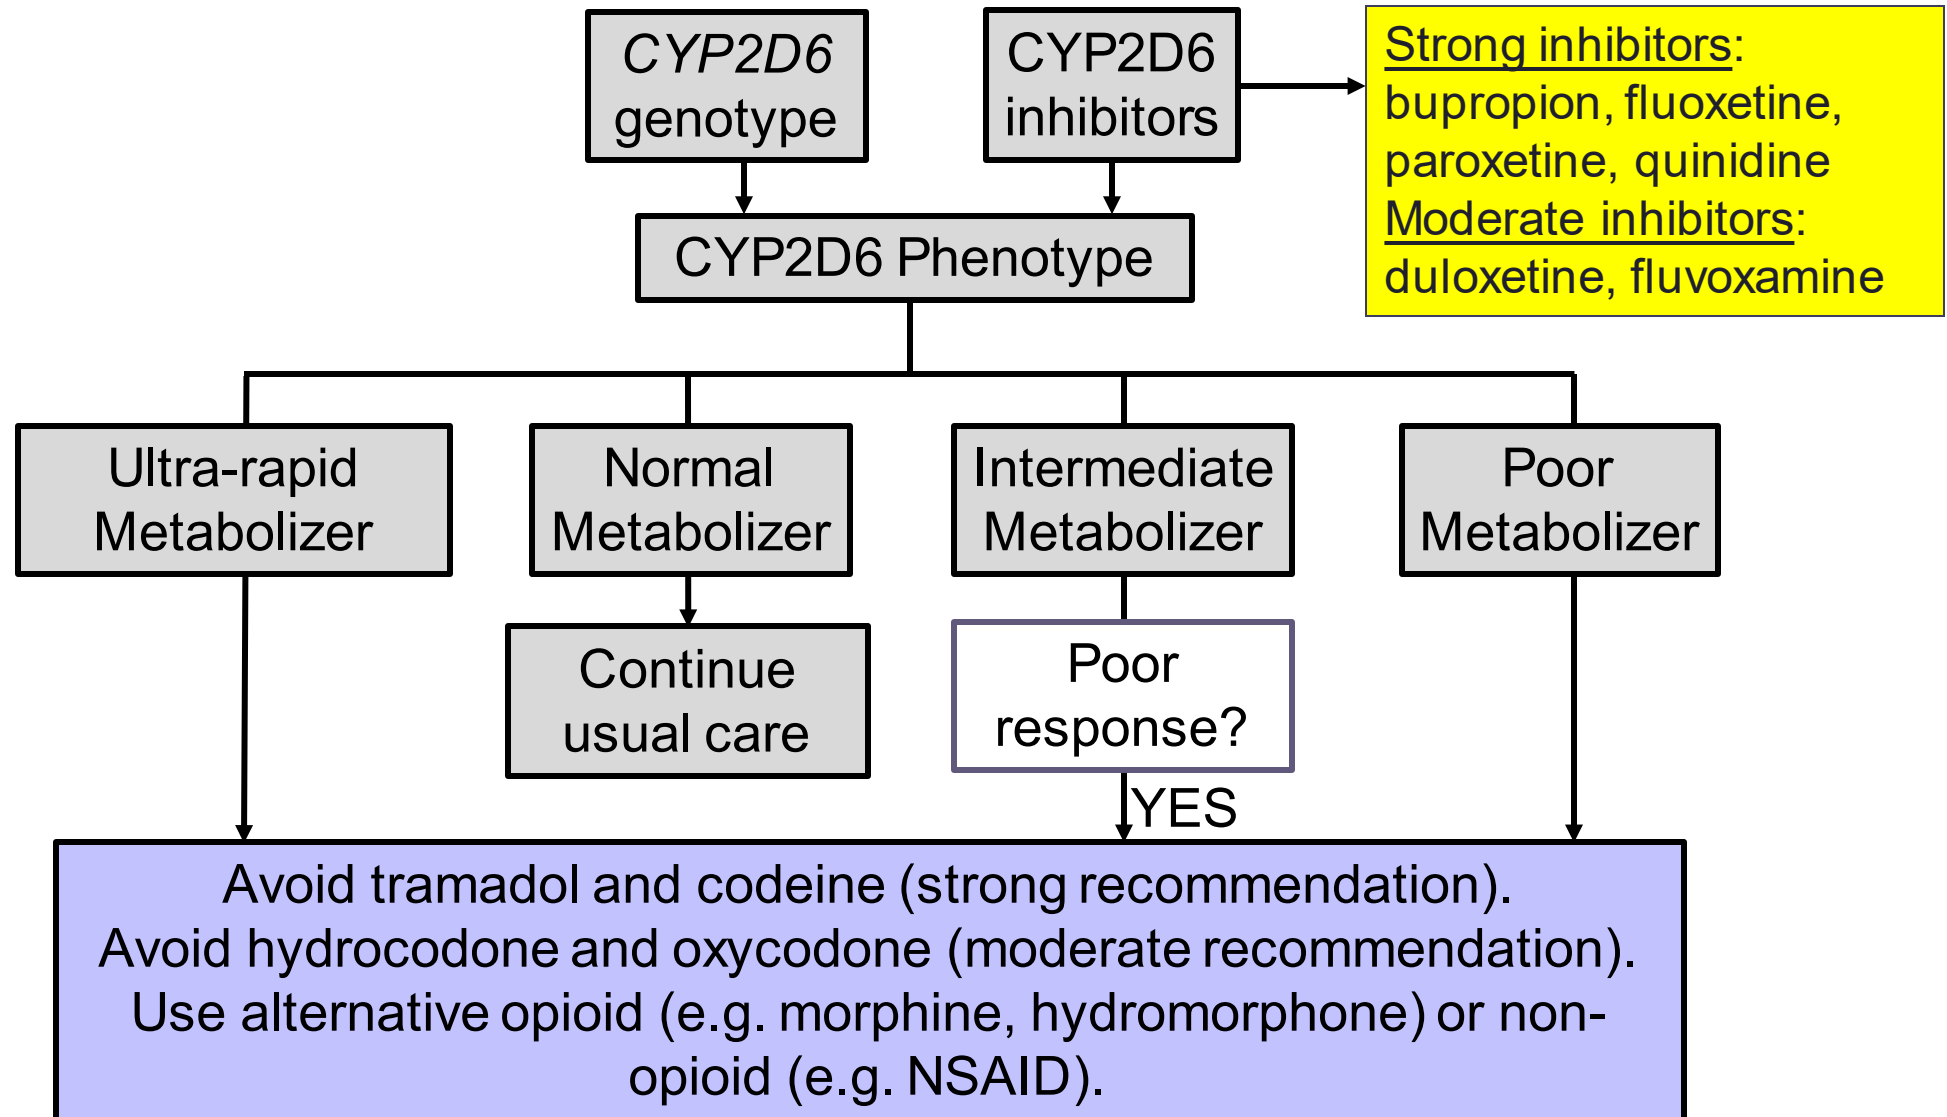 CYP2D6
genotype
CYP2D6
inhibitors
Strong inhibitors:
bupropion, fluoxetine,
paroxetine, quinidine
Moderate inhibitors:
duloxetine, fluvoxamine
CYP2D6 Phenotype
Ultra-rapid
Metabolizer
Normal
Metabolizer
Intermediate
Metabolizer
Poor
Metabolizer
Continue
usual care
Poor
response?
YES
Avoid tramadol and codeine (strong recommendation).
Avoid hydrocodone and oxycodone (moderate recommendation).
Use alternative opioid (e.g. morphine, hydromorphone) or non-
opioid (e.g. NSAID).